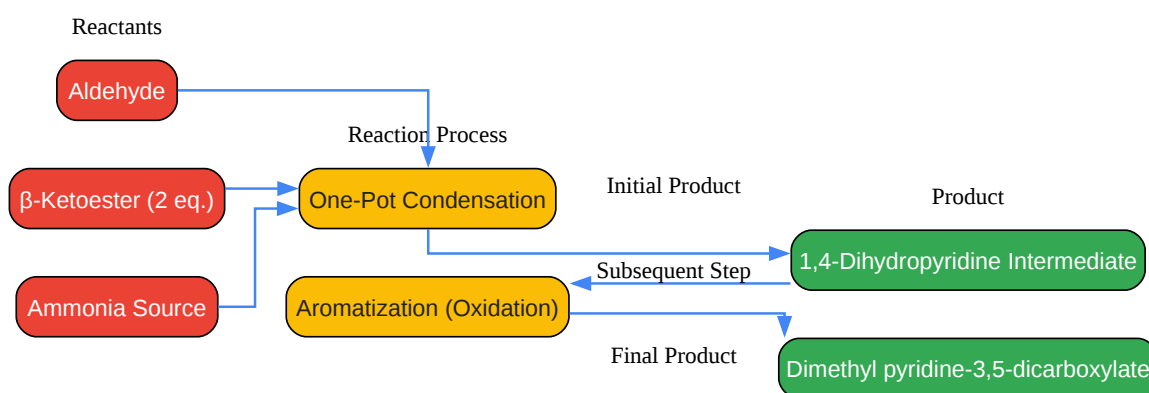 Reactants
Aldehyde
Reaction Process
β-Ketoester (2 eq.)
One-Pot Condensation
Initial Product
Product
1,4-Dihydropyridine Intermediate
Subsequent Step
Ammonia Source
Aromatization (Oxidation)
Final Product
Dimethyl pyridine-3,5-dicarboxylate